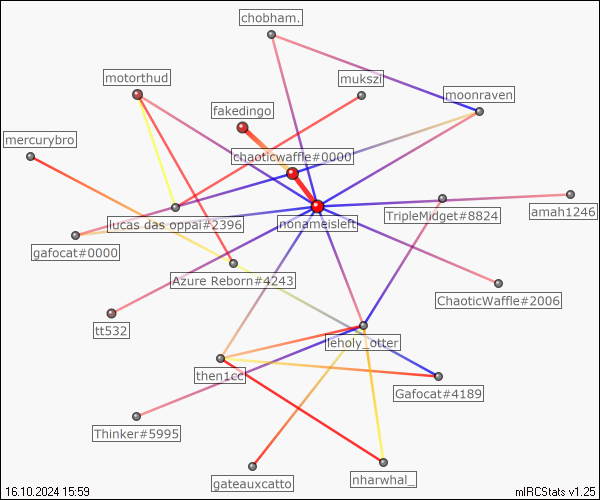 chobham.
motorthud
mukszi
moonraven
fakedingo
mercurybro
chaoticwaffle#0000
lucas das oppai#2396
nonameisleft
TripleMidget#8824
amah1246
gafocat#0000
Azure Reborn#4243
ChaoticWaffle#2006
tt532
leholy_otter
then1cc
Gafocat#4189
Thinker#5995
gateauxcatto
nharwhal_
16.10.2024 15:59
mIRCStats v1.25